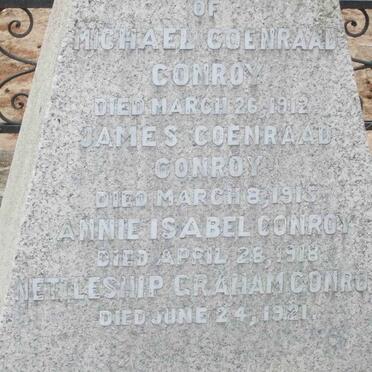 OF
MICHAEL COENRAAD
CONROY
DIED MARCH 26, 1912
JAMES COENRAAD
CONROY
DIED MARCH 8, 1915
ANNIE ISABEL CONROY
DIED APRIL 28, 1918
NETTLESHIP GRAHAM CONRO
DIED JUNE 24, 1921